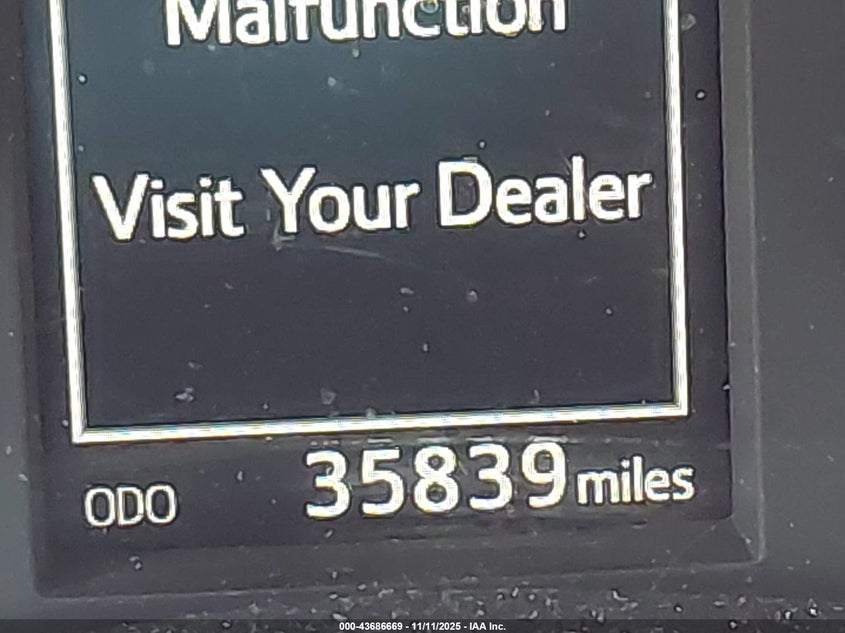 Malfunction
Visit Your Dealer
ODO 35839 miles
000-43686669 - 11/11/2025 - IAA Inc.